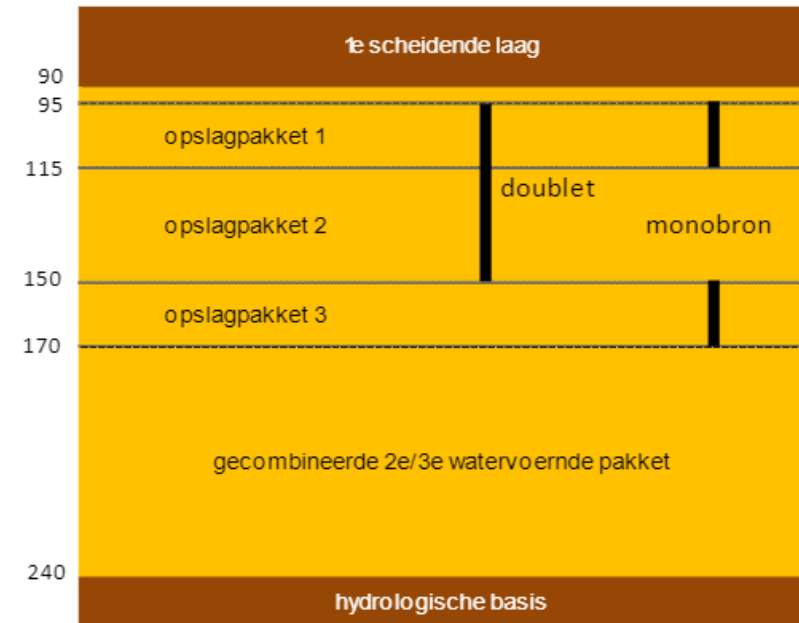 1e scheidende laag
90
95
opslagpakket 1
115
doublet
opslagpakket 2
monobron
150
opslagpakket 3
170
gecombineerde 2e/3e watervoernde pakket
240
hydrologische basis